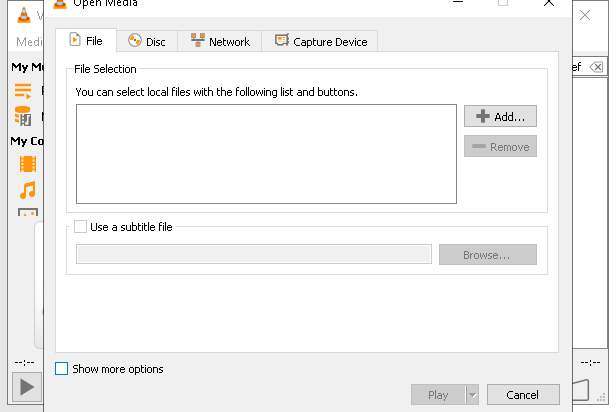 Open Media
V
Medi
File
Disc
Network
Capture Device
My M
ef
File Selection
You can select local files with the following list and buttons.
Add...
Remove
My Co
Use a subtitle file
Browse...
--:--
--:--
Show more options
Play
Cancel